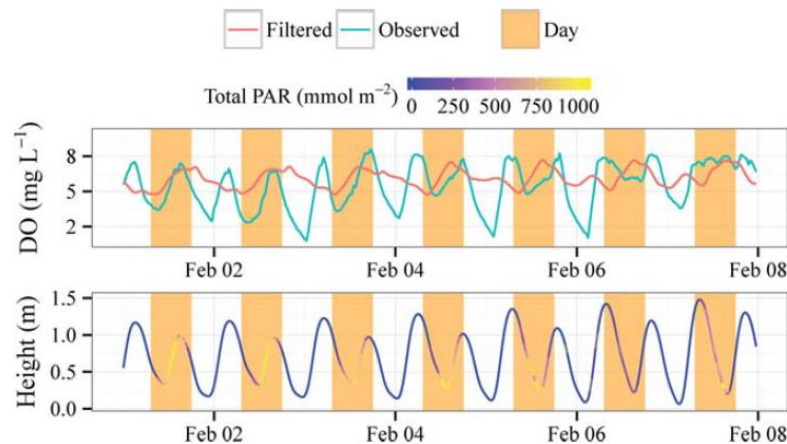 Filtered Observed Day
Total PAR (mmol m⁻²)
0 250 500 750 1000
DO (mg L⁻¹)
8
5
2
Feb 02 Feb 04 Feb 06 Feb 08
Height (m)
1.5
1.0
0.5
0.0
Feb 02 Feb 04 Feb 06 Feb 08